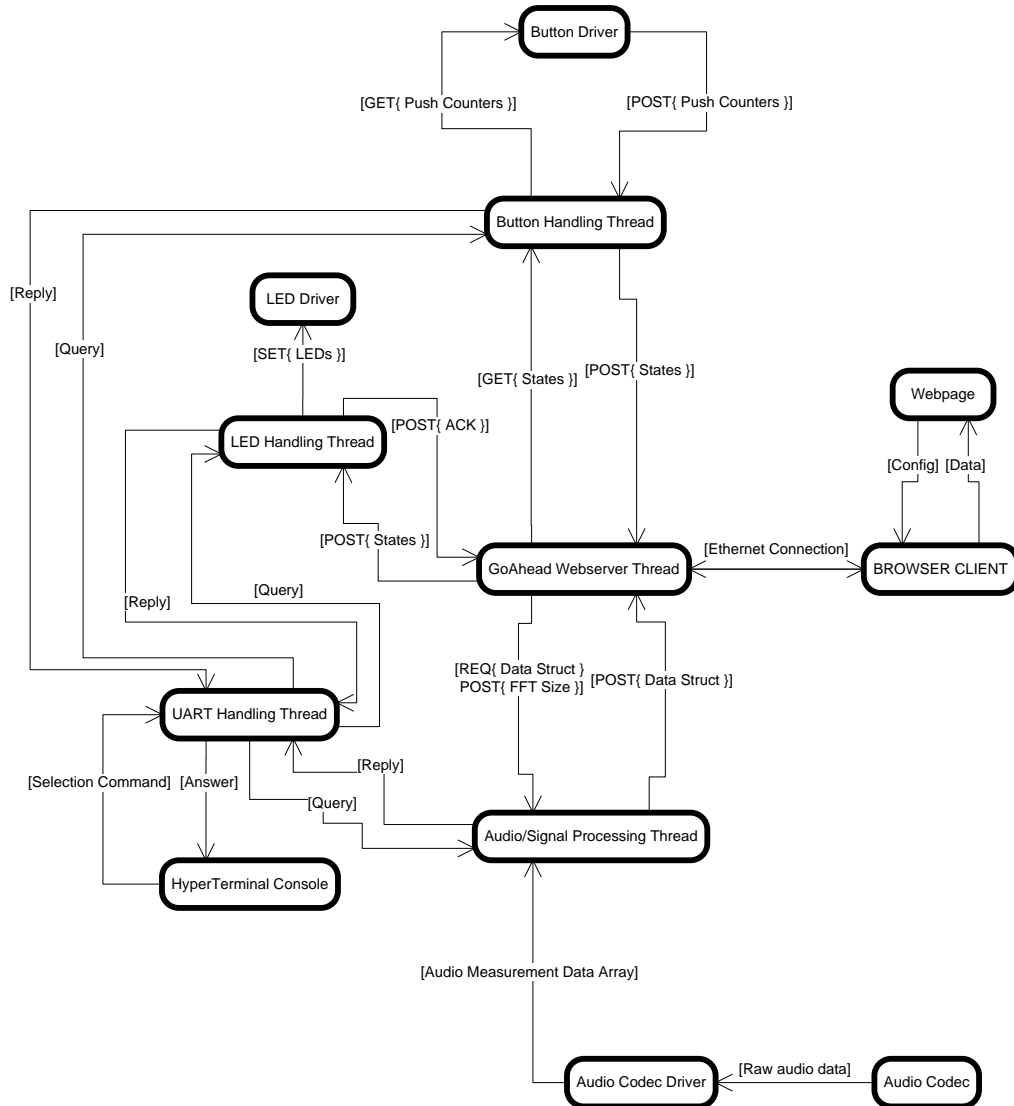 Button Driver
[GET{ Push Counters }]
[POST{ Push Counters }]
Button Handling Thread
[Reply]
LED Driver
[Query]
[SET{ LEDs }]
[GET{ States }]
[POST{ States }]
Webpage
[POST{ ACK }]
LED Handling Thread
[Config]
[Data]
[POST{ States }]
[Ethernet Connection]
GoAhead Webserver Thread
BROWSER CLIENT
[Query]
[Reply]
[REQ{ Data Struct }
POST{ FFT Size }]
[POST{ Data Struct }]
UART Handling Thread
[Reply]
[Selection Command]
[Answer]
[Query]
Audio/Signal Processing Thread
HyperTerminal Console
[Audio Measurement Data Array]
[Raw audio data]
Audio Codec Driver
Audio Codec